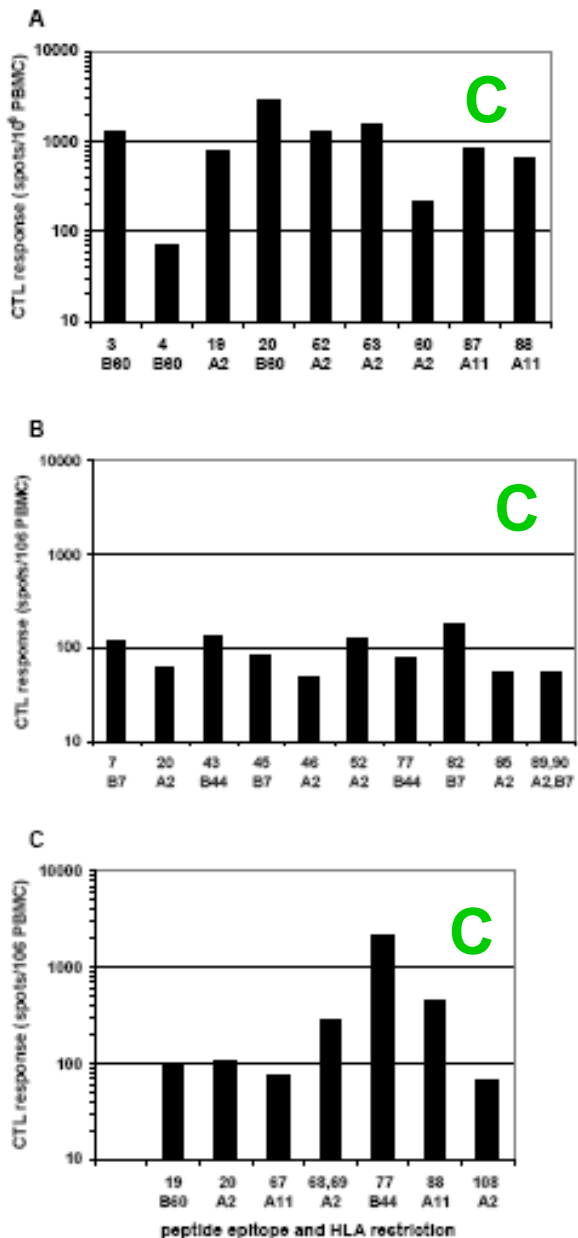 A
CTL response (spots/10⁶ PBMC)
10000
1000
100
10
C
3 4 19 20 52 53 60 87 88
B60 B60 A2 B60 A2 A2 A2 A11 A11
B
CTL response (spots/106 PBMC)
10000
1000
100
10
C
7 20 43 45 46 52 77 82 85 89,90
B7 A2 B44 B7 A2 A2 B44 B7 A2 A2,B7
C
CTL response (spots/106 PBMC)
10000
1000
100
10
C
19 20 67 68,69 77 88 108
B60 A2 A11 A2 B44 A11 A2
peptide epitope and HLA restriction